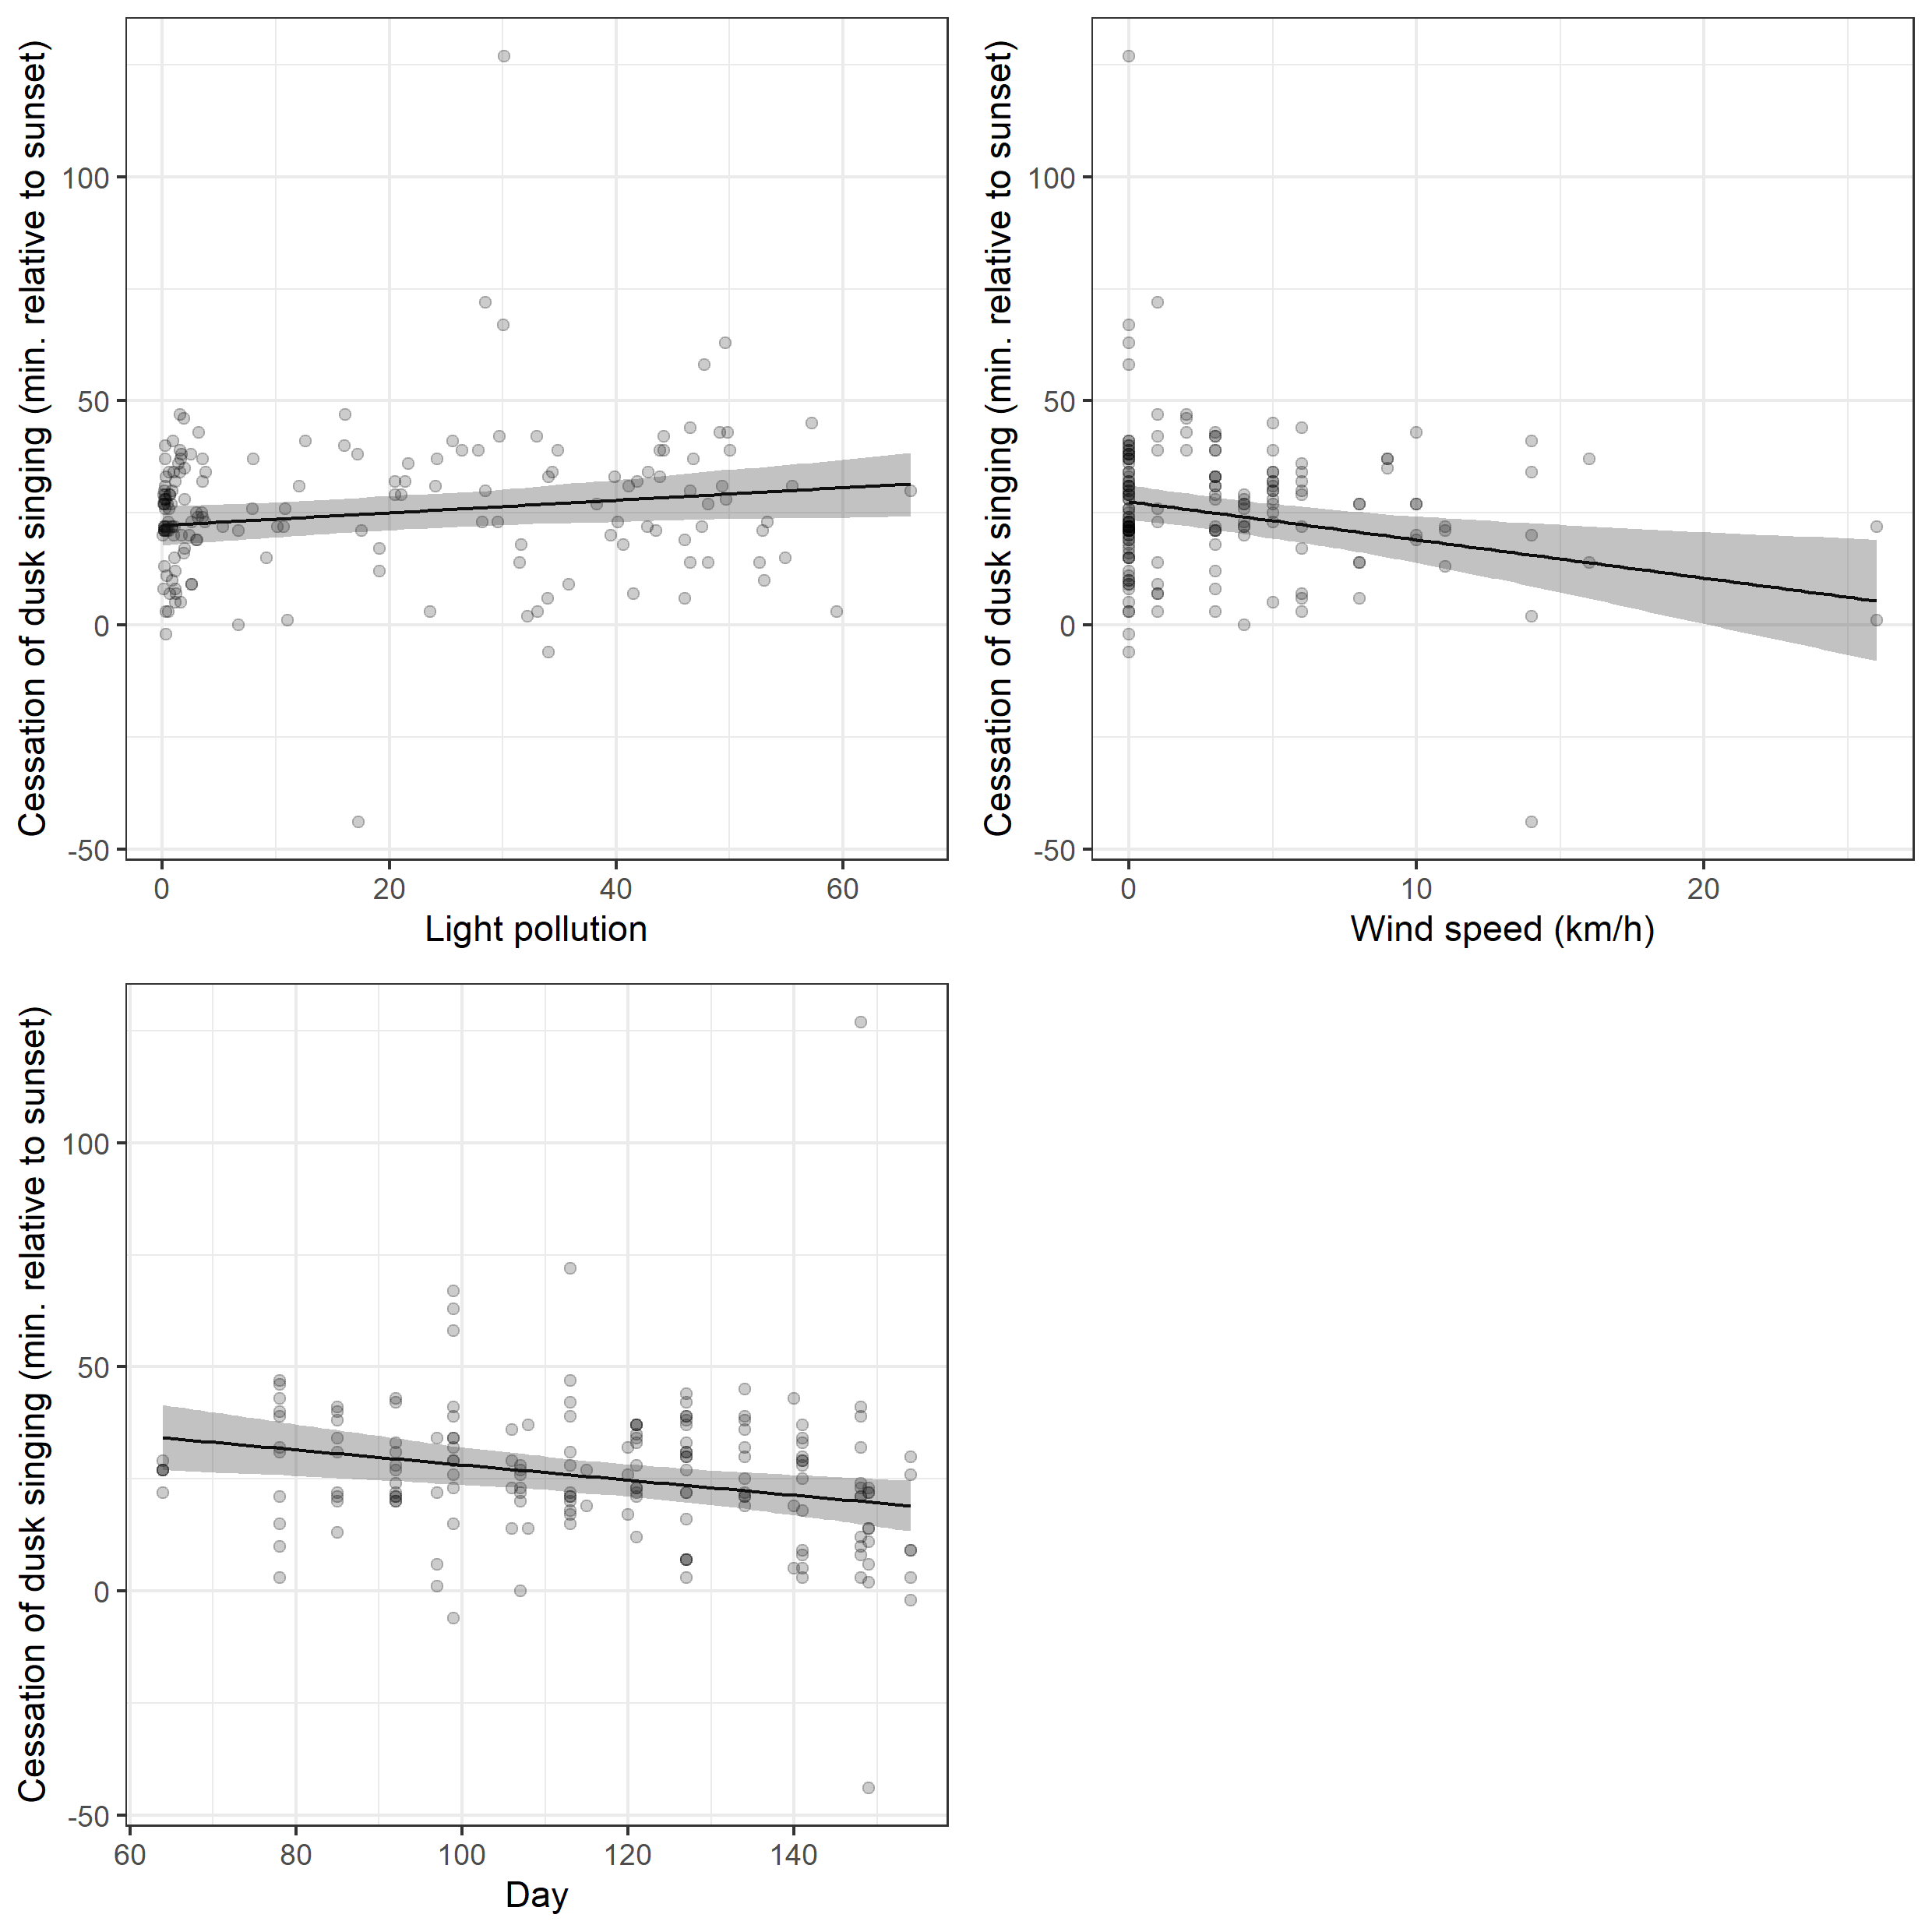 Cessation of dusk singing (min. relative to sunset)
100
50
0
-50
0 20 40 60
Light pollution
Cessation of dusk singing (min. relative to sunset)
100
50
0
-50
0 10 20
Wind speed (km/h)
Cessation of dusk singing (min. relative to sunset)
100
50
0
-50
60 80 100 120 140
Day